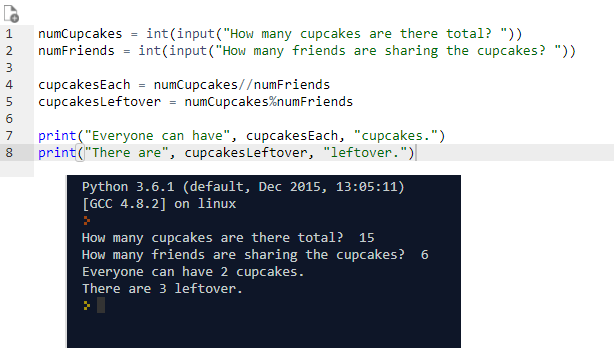 1 numCupcakes = int(input("How many cupcakes are there total? "))
2 numFriends = int(input("How many friends are sharing the cupcakes? "))
3
4 cupcakesEach = numCupcakes//numFriends
5 cupcakesLeftover = numCupcakes%numFriends
6
7 print("Everyone can have", cupcakesEach, "cupcakes.")
8 print("There are", cupcakesLeftover, "leftover.")
Python 3.6.1 (default, Dec 2015, 13:05:11)
[GCC 4.8.2] on linux
How many cupcakes are there total?  15
How many friends are sharing the cupcakes?  6
Everyone can have 2 cupcakes.
There are 3 leftover.